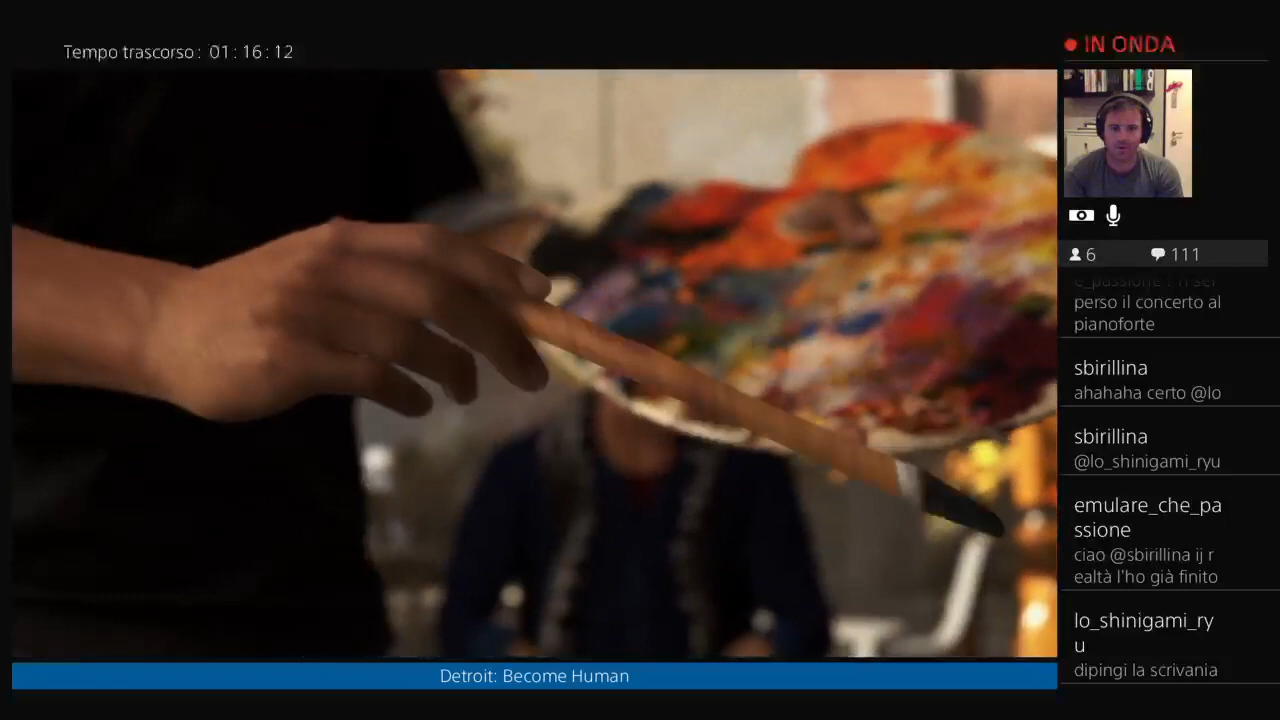 Tempo trascorso: 01:16:12
IN ONDA
6
111
perso il concerto al
pianoforte
sbirillina
ahahaha certo @lo
sbirillina
@lo_shinigami_ryu
emulare_che_pa
ssione
ciao @sbirillina ij r
ealtà l'ho già finito
lo_shinigami_ry
u
dipingi la scrivania
Detroit: Become Human